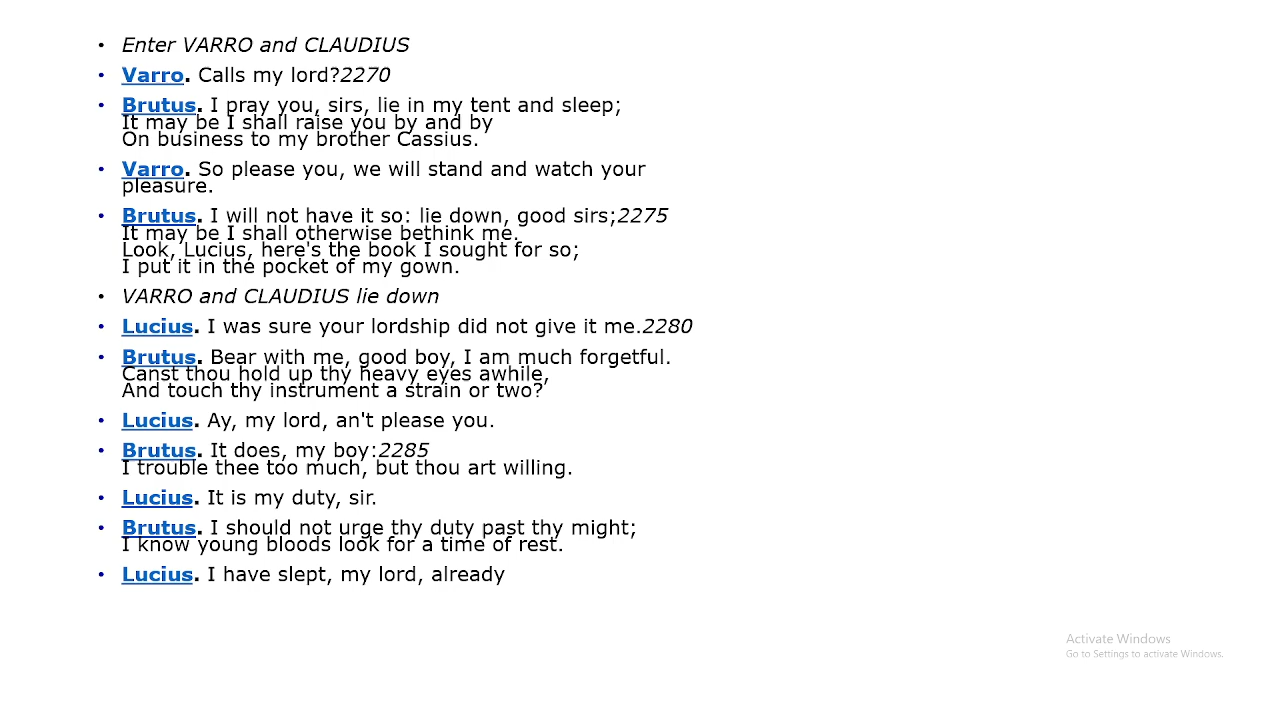 • Enter VARRO and CLAUDIUS
• Varro. Calls my lord?2270
• Brutus. I pray you, sirs, lie in my tent and sleep;
It may be I shall raise you by and by
On business to my brother Cassius.
• Varro. So please you, we will stand and watch your
pleasure.
• Brutus. I will not have it so: lie down, good sirs;2275
It may be I shall otherwise bethink me.
Look, Lucius, here's the book I sought for so;
I put it in the pocket of my gown.
• VARRO and CLAUDIUS lie down
• Lucius. I was sure your lordship did not give it me.2280
• Brutus. Bear with me, good boy, I am much forgetful.
Canst thou hold up thy heavy eyes awhile,
And touch thy instrument a strain or two?
• Lucius. Ay, my lord, an't please you.
• Brutus. It does, my boy:2285
I trouble thee too much, but thou art willing.
• Lucius. It is my duty, sir.
• Brutus. I should not urge thy duty past thy might;
I know young bloods look for a time of rest.
• Lucius. I have slept, my lord, already
Activate Windows
Go to Settings to activate Windows.